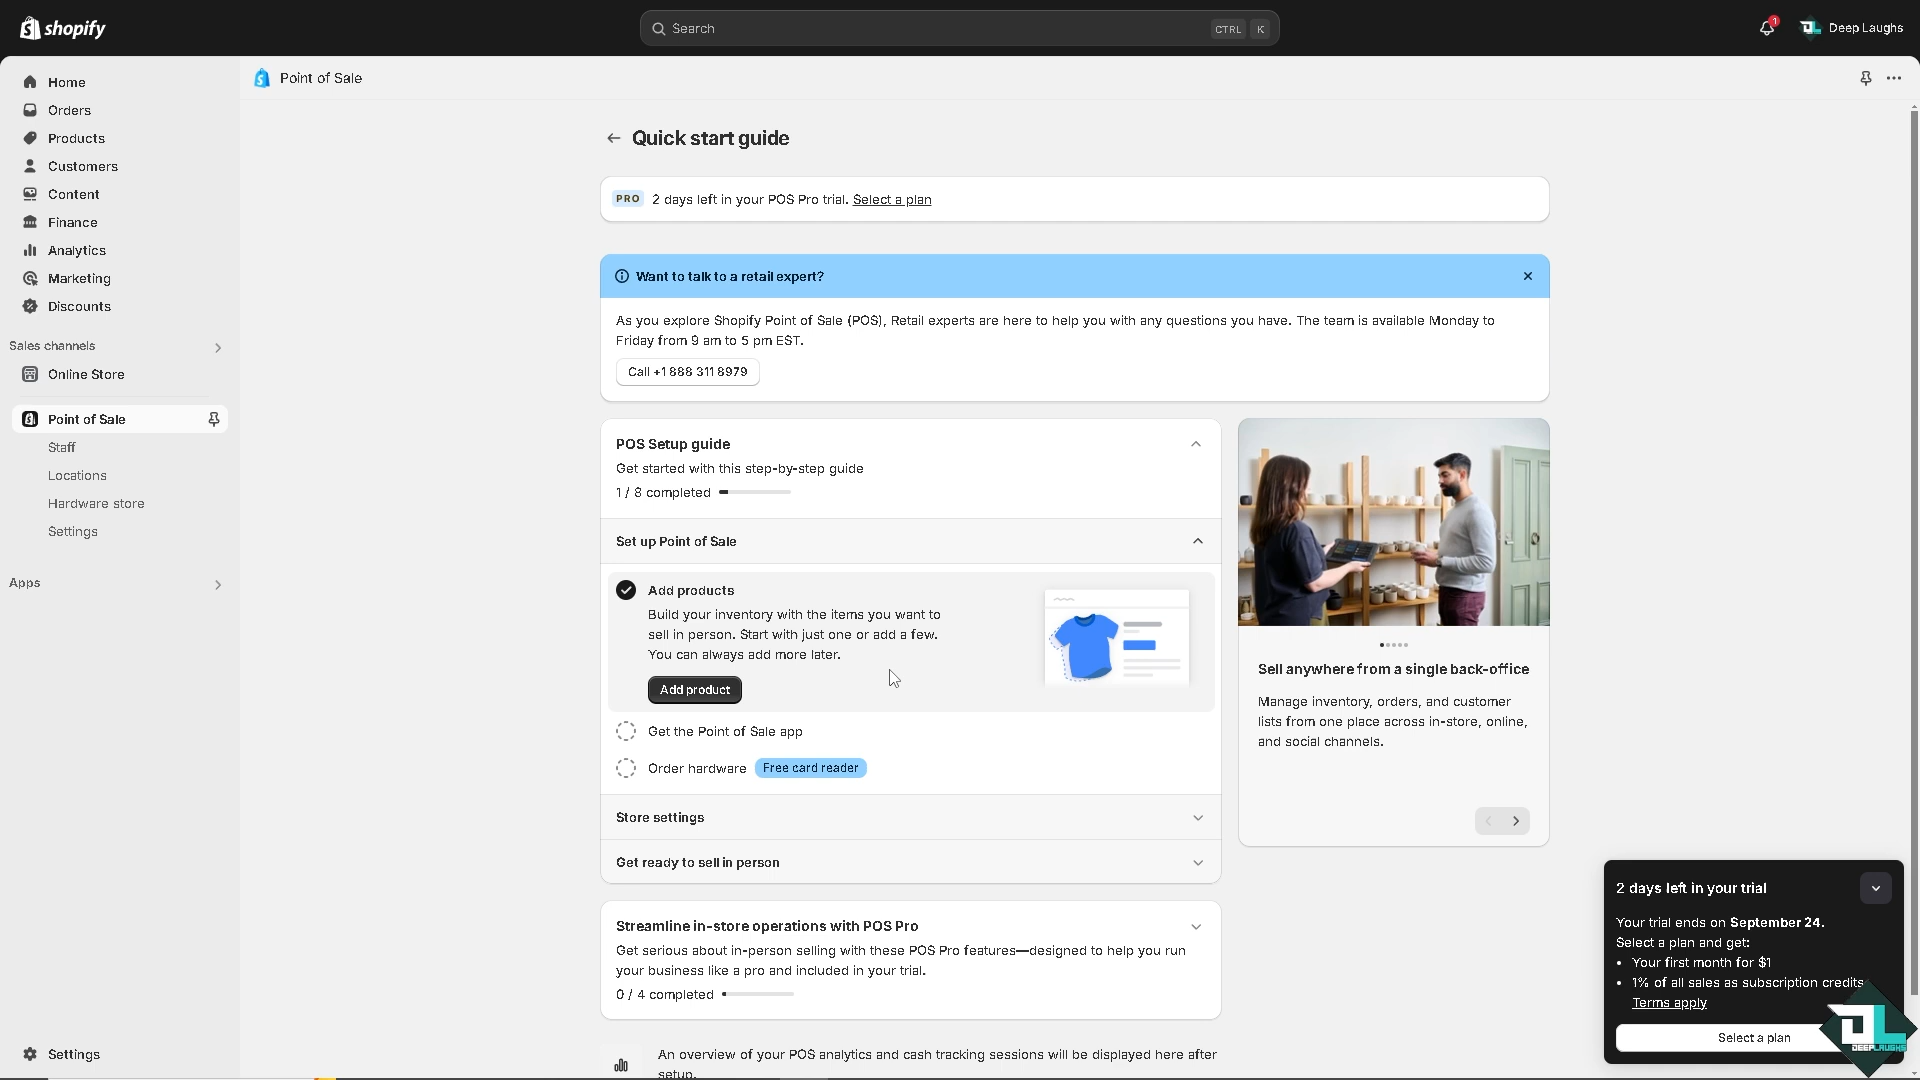 shopify
Search
CTRL K
1
Deep Laughs
Home
Orders
Products
Customers
Content
Finance
Analytics
Marketing
Discounts
Sales channels
Online Store
Point of Sale
Staff
Locations
Hardware store
Settings
Apps
Settings
Point of Sale
Quick start guide
PRO 2 days left in your POS Pro trial. Select a plan
Want to talk to a retail expert?
As you explore Shopify Point of Sale (POS), Retail experts are here to help you with any questions you have. The team is available Monday to
Friday from 9 am to 5 pm EST.
Call +1 888 311 8979
POS Setup guide
Get started with this step-by-step guide
1 / 8 completed
Set up Point of Sale
Add products
Build your inventory with the items you want to
sell in person. Start with just one or add a few.
You can always add more later.
Add product
Get the Point of Sale app
Order hardware Free card reader
Store settings
Get ready to sell in person
Streamline in-store operations with POS Pro
Get serious about in-person selling with these POS Pro features—designed to help you run
your business like a pro and included in your trial.
0 / 4 completed
An overview of your POS analytics and cash tracking sessions will be displayed here after
setup.
Sell anywhere from a single back-office
Manage inventory, orders, and customer
lists from one place across in-store, online,
and social channels.
2 days left in your trial
Your trial ends on September 24.
Select a plan and get:
• Your first month for $1
• 1% of all sales as subscription credits
Terms apply
Select a plan
DL
DEEPLAUGHS